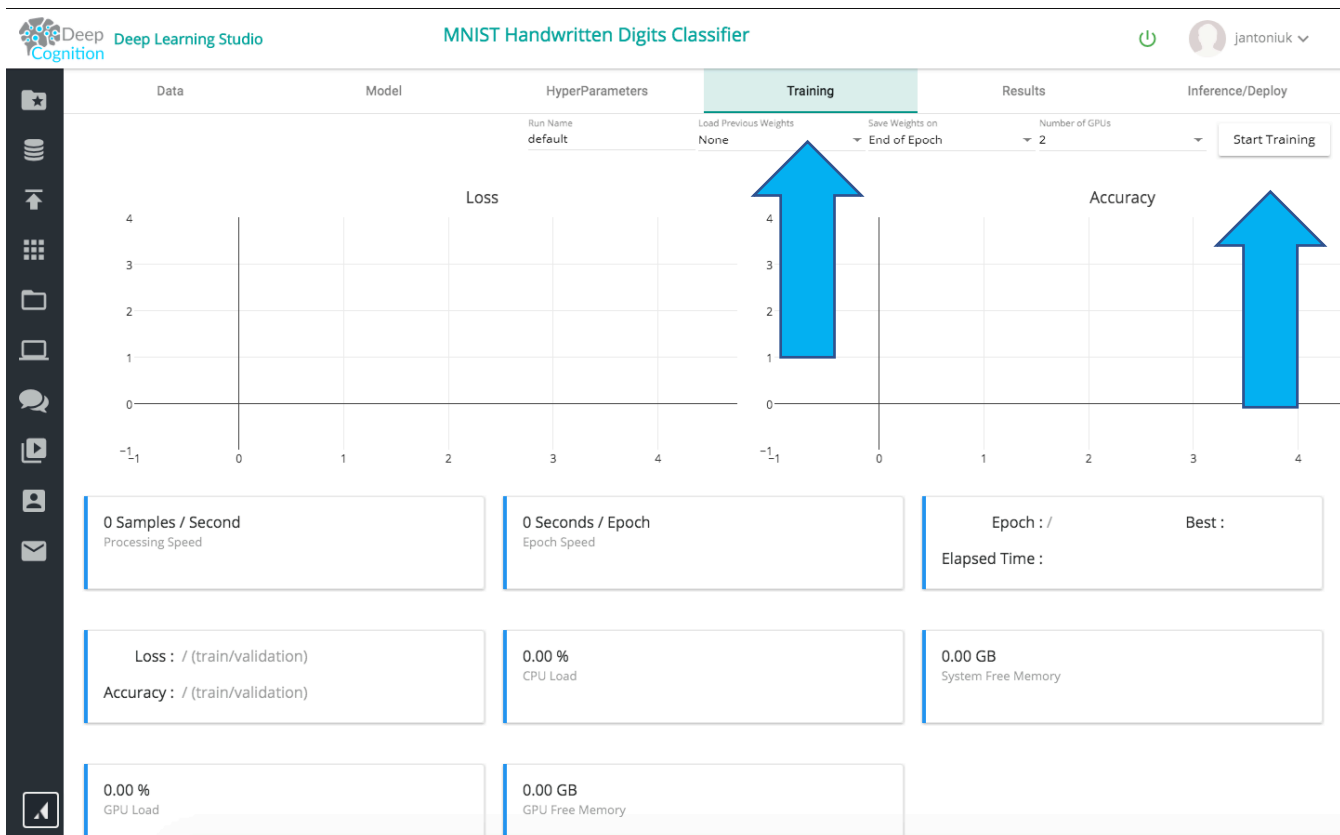 Deep Cognition
Deep Learning Studio
MNIST Handwritten Digits Classifier
jantoniuk
Data Model HyperParameters Training Results Inference/Deploy
Run Name Load Previous Weights Save Weights on Number of GPUs
default None End of Epoch 2 Start Training
Loss
4
3
2
1
0
−1
−1 0 1 2 3 4
Accuracy
4
3
2
1
0
−1
−1 0 1 2 3 4
0 Samples / Second
Processing Speed
0 Seconds / Epoch
Epoch Speed
Epoch : / Best :
Elapsed Time :
Loss : / (train/validation)
Accuracy : / (train/validation)
0.00 %
CPU Load
0.00 GB
System Free Memory
0.00 %
GPU Load
0.00 GB
GPU Free Memory